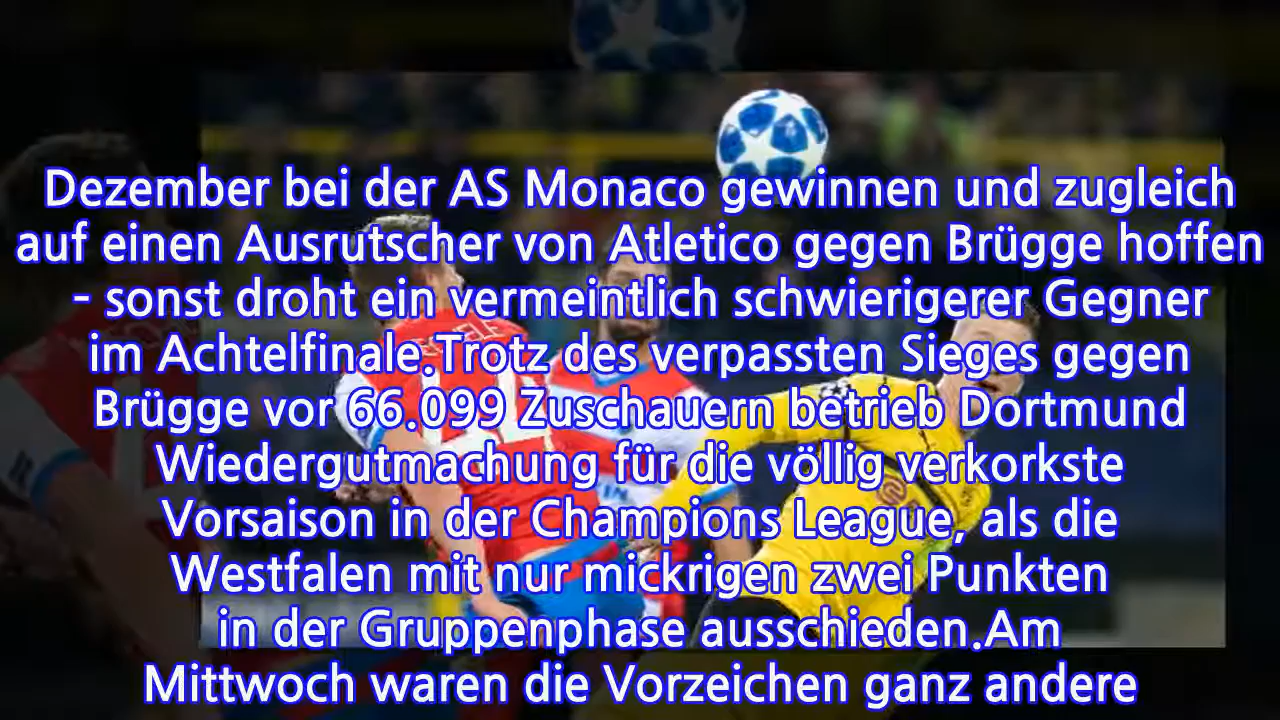 Dezember bei der AS Monaco gewinnen und zugleich
auf einen Ausrutscher von Atletico gegen Brügge hoffen
- sonst droht ein vermeintlich schwierigerer Gegner
im Achtelfinale.Trotz des verpassten Sieges gegen
Brügge vor 66.099 Zuschauern betrieb Dortmund
Wiedergutmachung für die völlig verkorkste
Vorsaison in der Champions League, als die
Westfalen mit nur mickrigen zwei Punkten
in der Gruppenphase ausschieden.Am
Mittwoch waren die Vorzeichen ganz andere